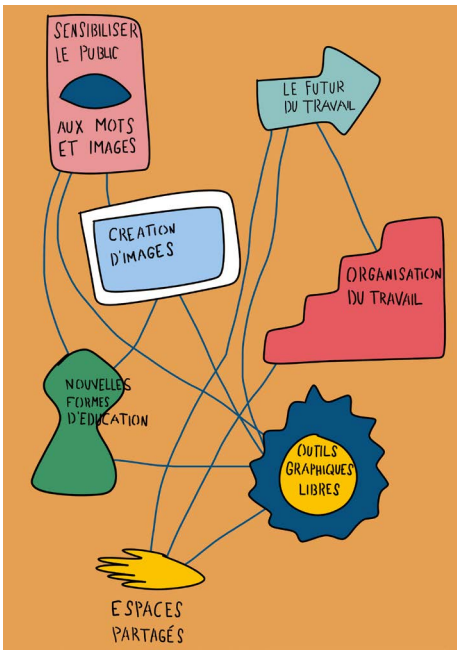 SENSIBILISER
LE PUBLIC
AUX MOTS
ET IMAGES
LE FUTUR
DU TRAVAIL
CREATION
D'IMAGES
ORGANISATION
DU TRAVAIL
NOUVELLES
FORMES
D'EDUCATION
OUTILS
GRAPHIQUES
LIBRES
ESPACES
PARTAGÉS